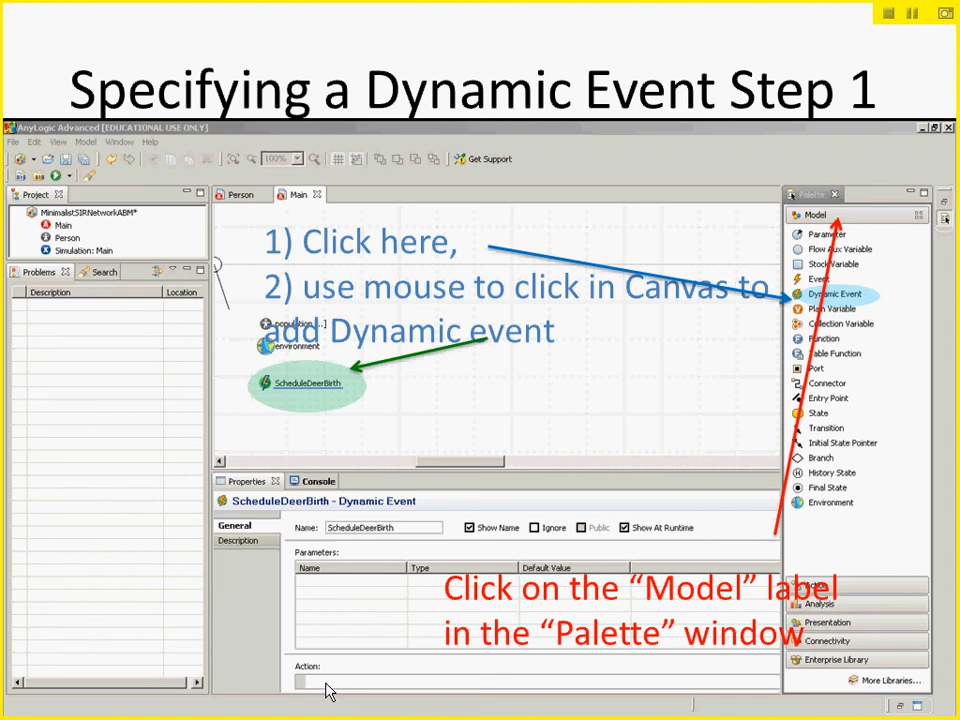 Specifying a Dynamic Event Step 1
AnyLogic Advanced [EDUCATIONAL USE ONLY]
File Edit View Model Window Help
100%
Get Support
Project
MinimalistSIRNetworkABM*
Main
Person
Simulation: Main
Problems
Search
Description
Location
Person
Main
1) Click here,
2) use mouse to click in Canvas to
add Dynamic event
population [..]
environment
ScheduleDeerBirth
Properties
Console
ScheduleDeerBirth - Dynamic Event
General
Description
Name: ScheduleDeerBirth
Show Name
Ignore
Public
Show At Runtime
Parameters:
Name Type Default Value
Click on the “Model” label
in the “Palette” window
Action:
Palette
Model
Parameter
Flow Aux Variable
Stock Variable
Event
Dynamic Event
Plain Variable
Collection Variable
Function
Table Function
Port
Connector
Entry Point
State
Transition
Initial State Pointer
Branch
History State
Final State
Environment
Analysis
Presentation
Connectivity
Enterprise Library
More Libraries...